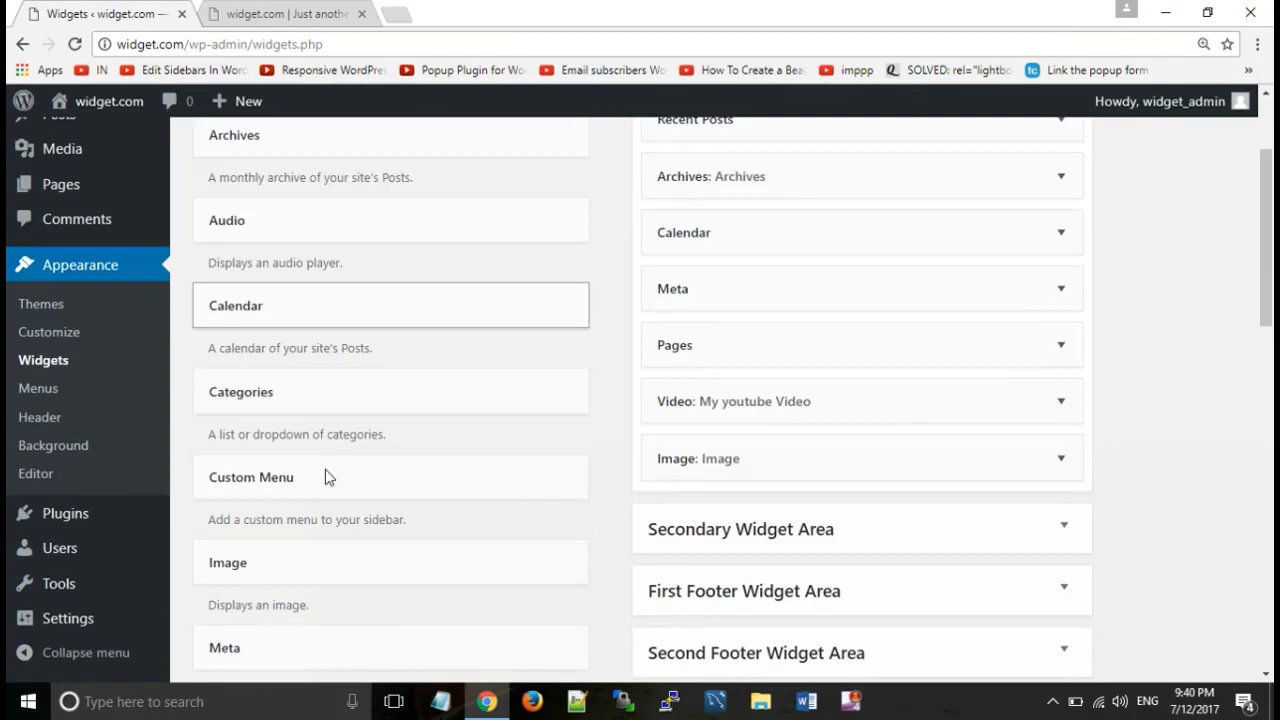 Widgets ‹ widget.com —
widget.com | Just anothe
widget.com/wp-admin/widgets.php
Apps
IN
Edit Sidebars In Word
Responsive WordPre
Popup Plugin for Wo
Email subscribers Wo
How To Create a Bea
imppp
SOLVED: rel="lightbo
Link the popup form
»
widget.com
0
New
Howdy, widget_admin
Media
Pages
Comments
Appearance
Themes
Customize
Widgets
Menus
Header
Background
Editor
Plugins
Users
Tools
Settings
Collapse menu
Archives
A monthly archive of your site's Posts.
Audio
Displays an audio player.
Calendar
A calendar of your site's Posts.
Categories
A list or dropdown of categories.
Custom Menu
Add a custom menu to your sidebar.
Image
Displays an image.
Meta
Recent Posts
Archives: Archives
Calendar
Meta
Pages
Video: My youtube Video
Image: Image
Secondary Widget Area
First Footer Widget Area
Second Footer Widget Area
Type here to search
ENG
9:40 PM
7/12/2017
4